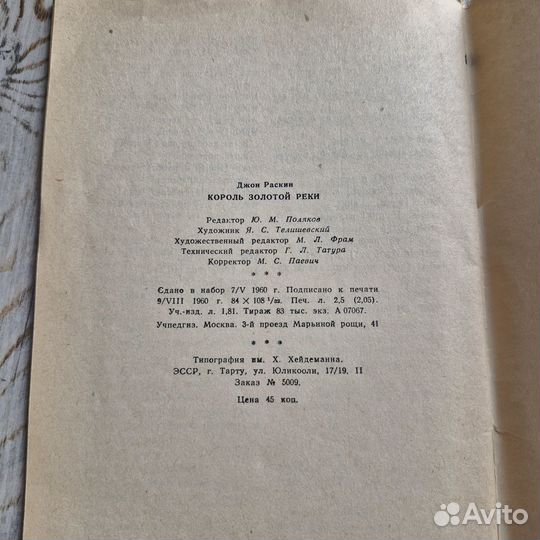 Джон Раскин
КОРОЛЬ ЗОЛОТОЙ РЕКИ
Редактор Ю. М. Поляков
Художник Я. С. Телишевский
Художественный редактор М. Л. Фрам
Технический редактор Г. Л. Татура
Корректор М. С. Паевич
* * *
Сдано в набор 7/V 1960 г. Подписано к печати
9/VIII 1960 г. 84 × 108 ¹/₃₂. Печ. л. 2,5 (2,05).
Уч.-изд. л. 1,81. Тираж 83 тыс. экз. А 07067.
Учпедгиз. Москва. 3-й проезд Марьиной рощи, 41
* * *
Типография им. Х. Хейдеманна.
ЭССР, г. Тарту, ул. Юликооли, 17/19. II
Заказ № 5009.
Цена 45 коп.
Avito